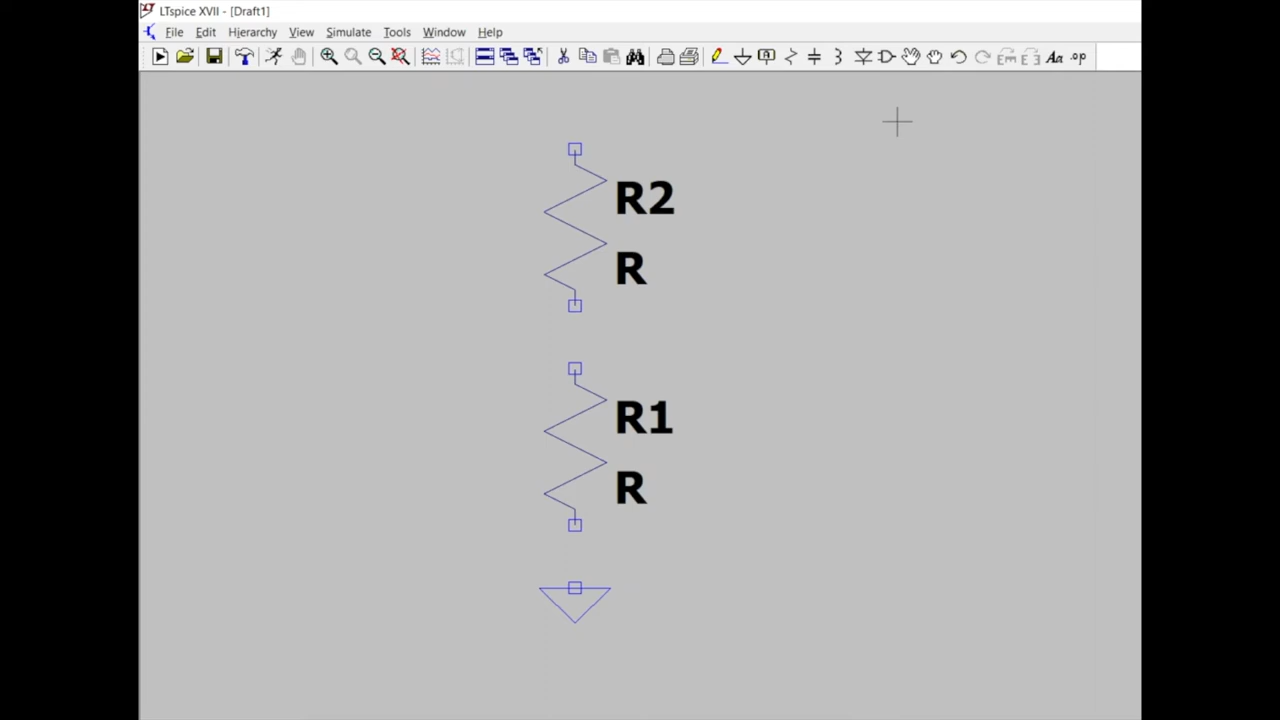 LTspice XVII - [Draft1]
File Edit Hierarchy View Simulate Tools Window Help
Aa .op
R2
R
R1
R